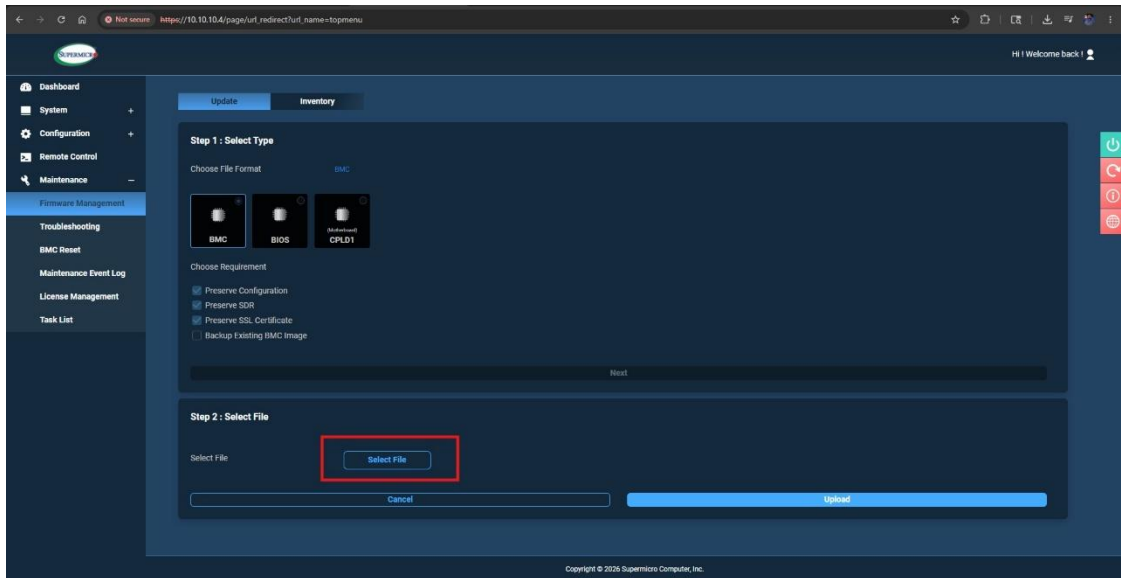 Not secure https://10.10.10.4/page/url_redirect?url_name=topmenu
SUPERMICRO
Hi ! Welcome back !
Dashboard
System +
Configuration +
Remote Control
Maintenance –
Firmware Management
Troubleshooting
BMC Reset
Maintenance Event Log
License Management
Task List
Update Inventory
Step 1 : Select Type
Choose File Format BMC
BMC BIOS (Motherboard) CPLD1
Choose Requirement
Preserve Configuration
Preserve SDR
Preserve SSL Certificate
Backup Existing BMC Image
Next
Step 2 : Select File
Select File Select File
Cancel Upload
Copyright © 2026 Supermicro Computer, Inc.